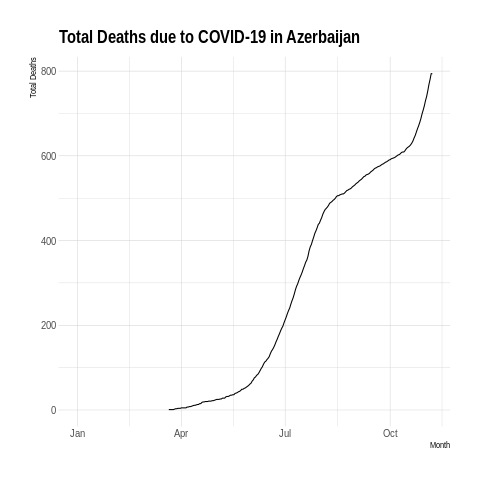 Total Deaths due to COVID-19 in Azerbaijan
Total Deaths
800
600
400
200
0
Jan Apr Jul Oct
Month